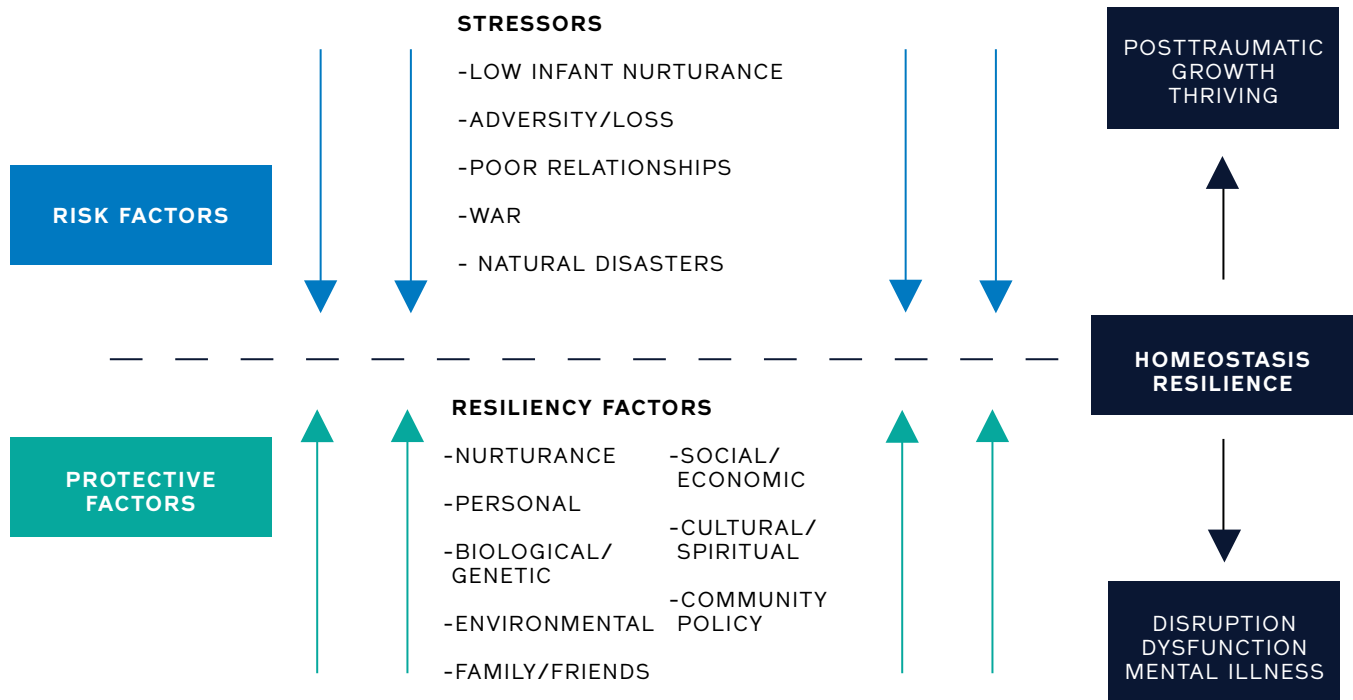 STRESSORS
-LOW INFANT NURTURANCE
-ADVERSITY/LOSS
-POOR RELATIONSHIPS
-WAR
- NATURAL DISASTERS
RISK FACTORS
POSTTRAUMATIC
GROWTH
THRIVING
HOMEOSTASIS
RESILIENCE
PROTECTIVE
FACTORS
RESILIENCY FACTORS
-NURTURANCE
-PERSONAL
-BIOLOGICAL/
GENETIC
-ENVIRONMENTAL
-FAMILY/FRIENDS
-SOCIAL/
ECONOMIC
-CULTURAL/
SPIRITUAL
-COMMUNITY
POLICY
DISRUPTION
DYSFUNCTION
MENTAL ILLNESS